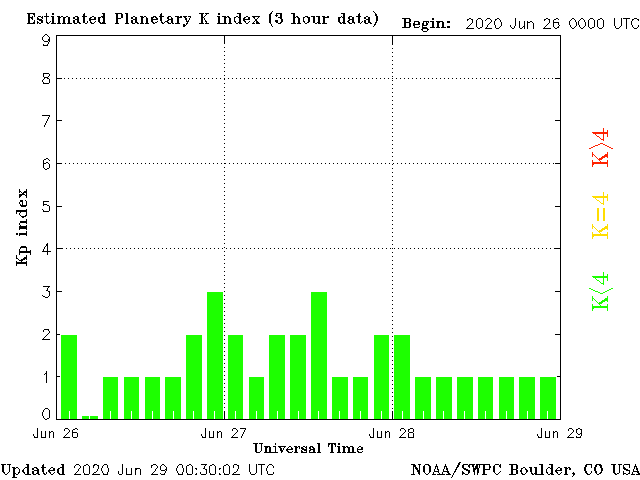 Estimated Planetary K index (3 hour data) Begin: 2020 Jun 26 0000 UTC
9
8
7
6
5
4
3
2
1
0
Kp index
K>4
K=4
K<4
Jun 26 Jun 27 Jun 28 Jun 29
Universal Time
Updated 2020 Jun 29 00:30:02 UTC NOAA/SWPC Boulder, CO USA